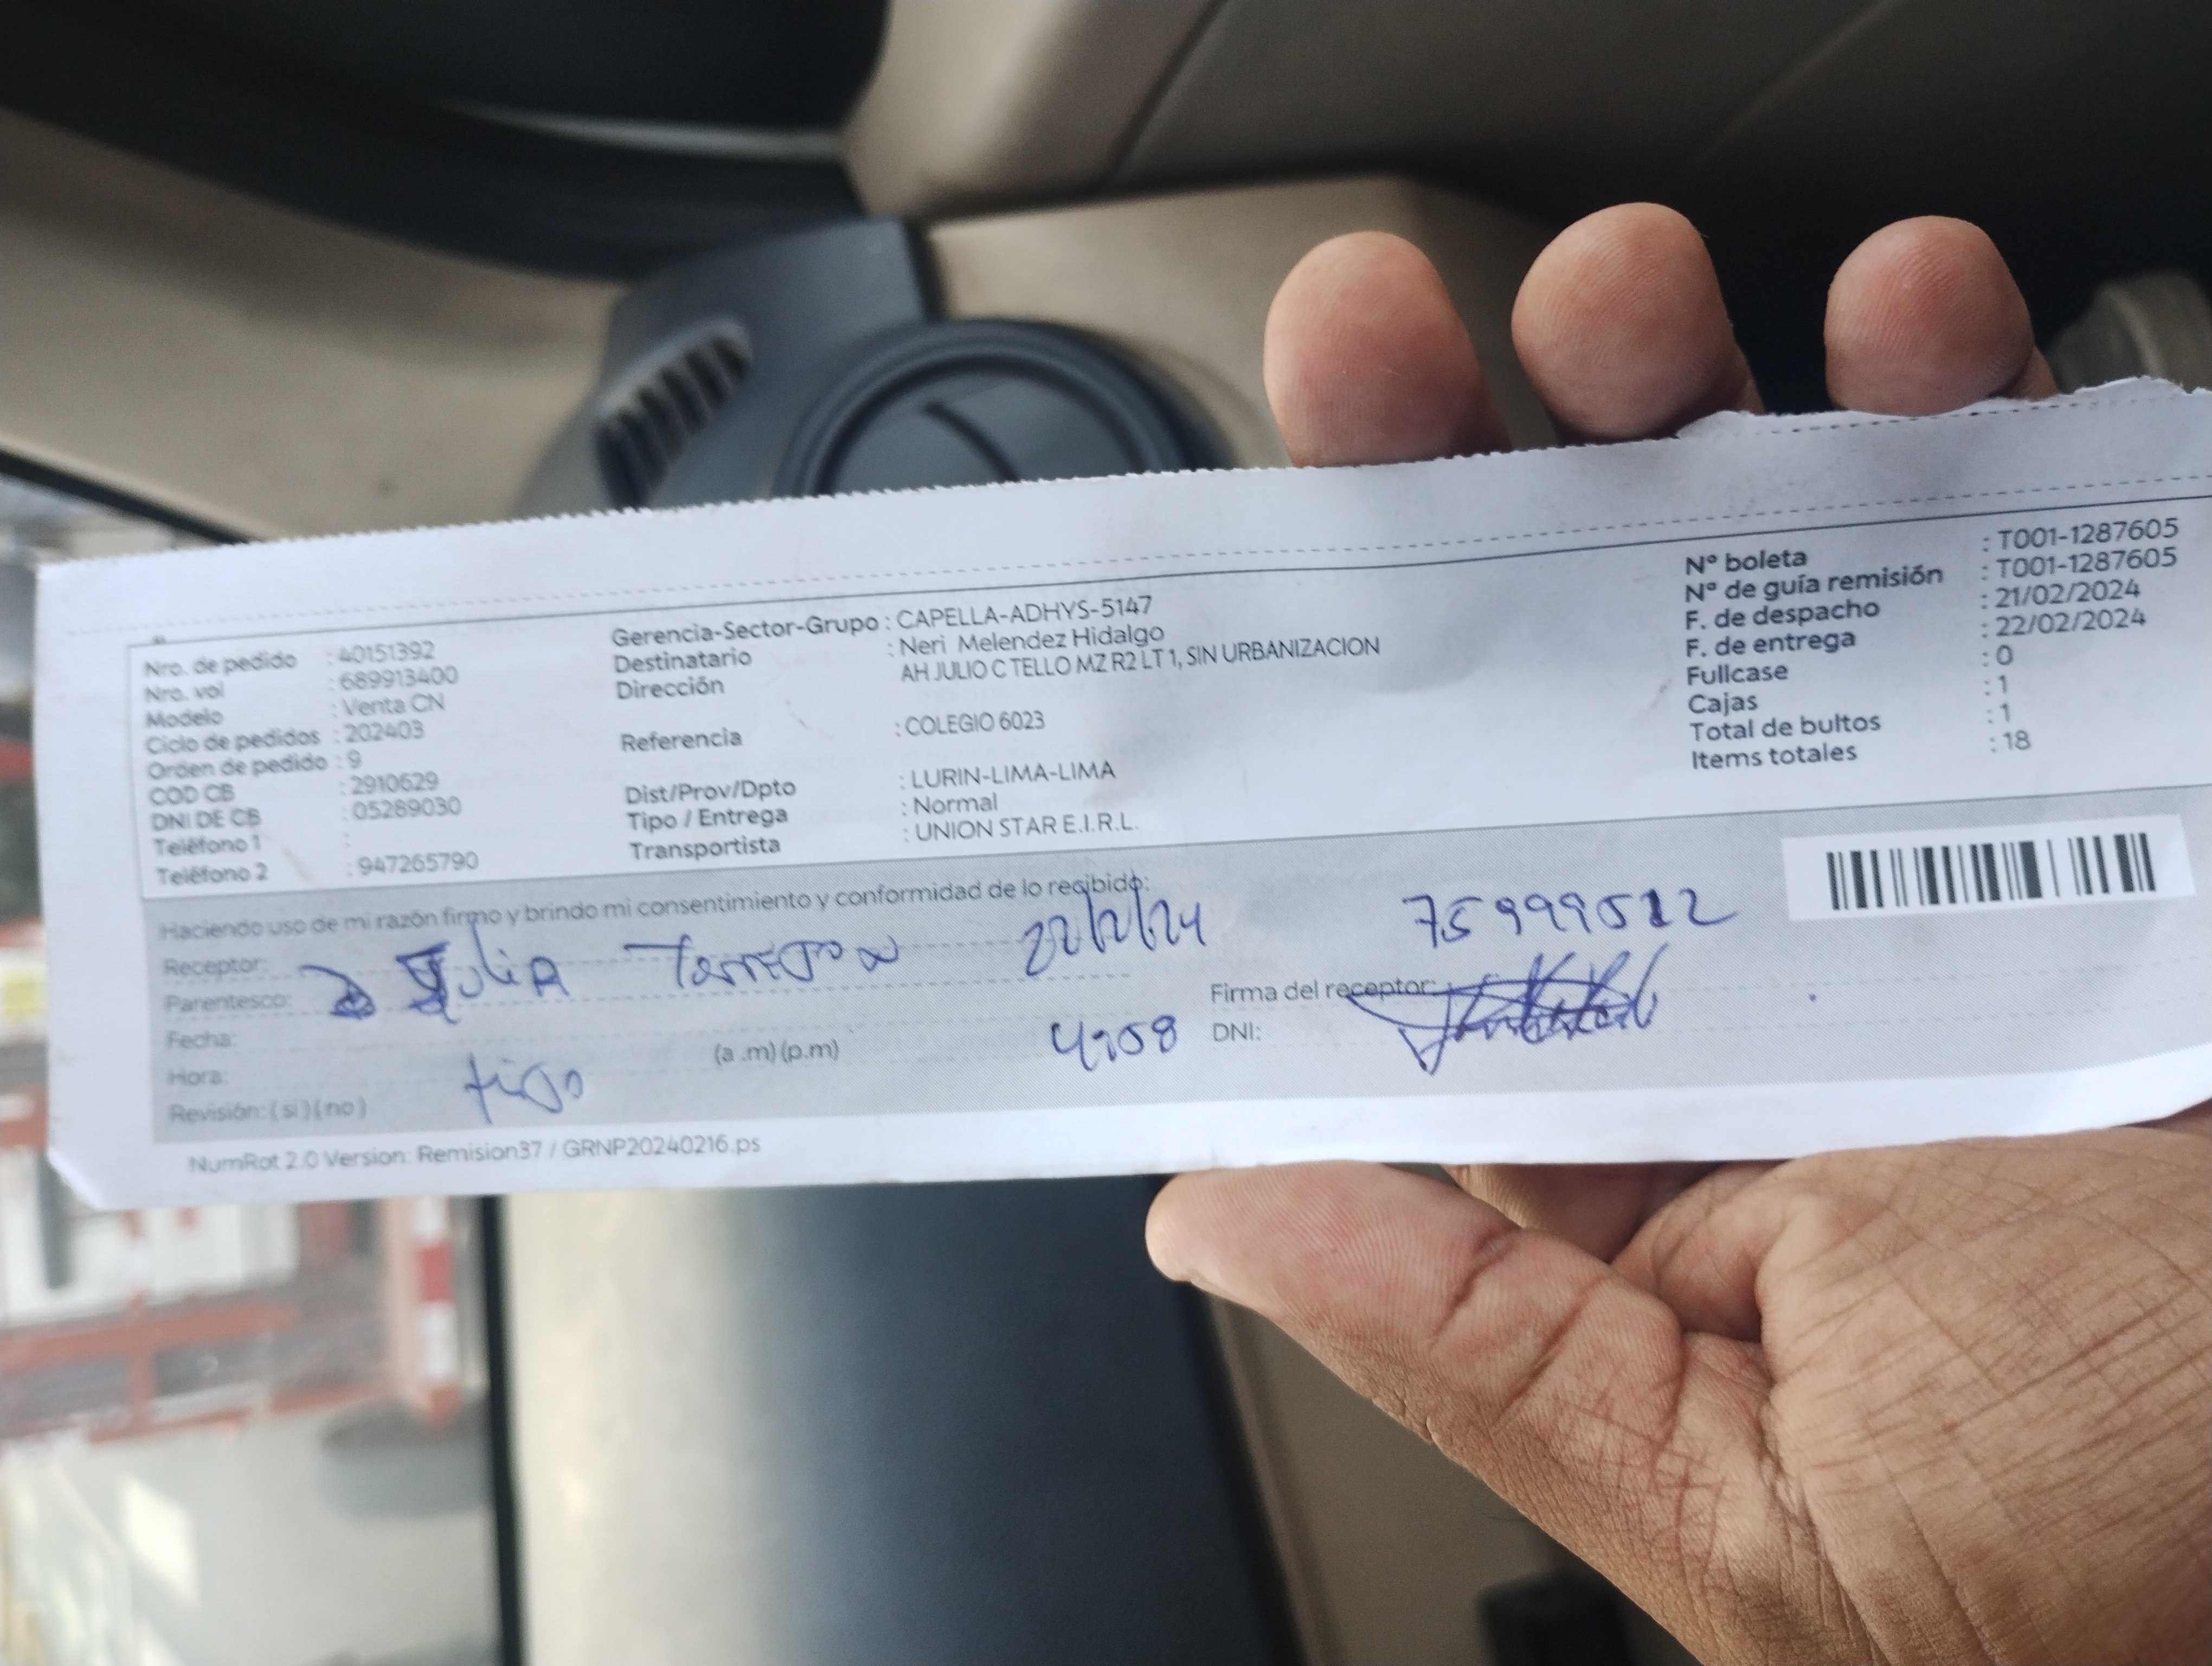 Nro. de pedido : 40151392
Nro. vol : 689913400
Modelo : Venta CN
Ciclo de pedidos : 202403
Orden de pedido : 9
COD CB : 2910629
DNI DE CB : 05289030
Teléfono 1 :
Teléfono 2 : 947265790
Gerencia-Sector-Grupo : CAPELLA-ADHYS-5147
Destinatario : Neri Melendez Hidalgo
Dirección AH JULIO C TELLO MZ R2 LT 1, SIN URBANIZACION
Referencia : COLEGIO 6023
Dist/Prov/Dpto : LURIN-LIMA-LIMA
Tipo / Entrega : Normal
Transportista : UNION STAR E.I.R.L.
Nº boleta : T001-1287605
Nº de guía remisión : T001-1287605
F. de despacho : 21/02/2024
F. de entrega : 22/02/2024
Fullcase : 0
Cajas : 1
Total de bultos : 1
Items totales : 18
Haciendo uso de mi razón firmo y brindo mi consentimiento y conformidad de lo recibido:
Receptor: Julia 22/2/24 75999512
Parentesco:
Firma del receptor:
Fecha:
DNI:
Hora: (a .m) (p.m)
Revisión: ( si ) ( no )
NumRot 2.0 Version: Remision37 / GRNP20240216.ps